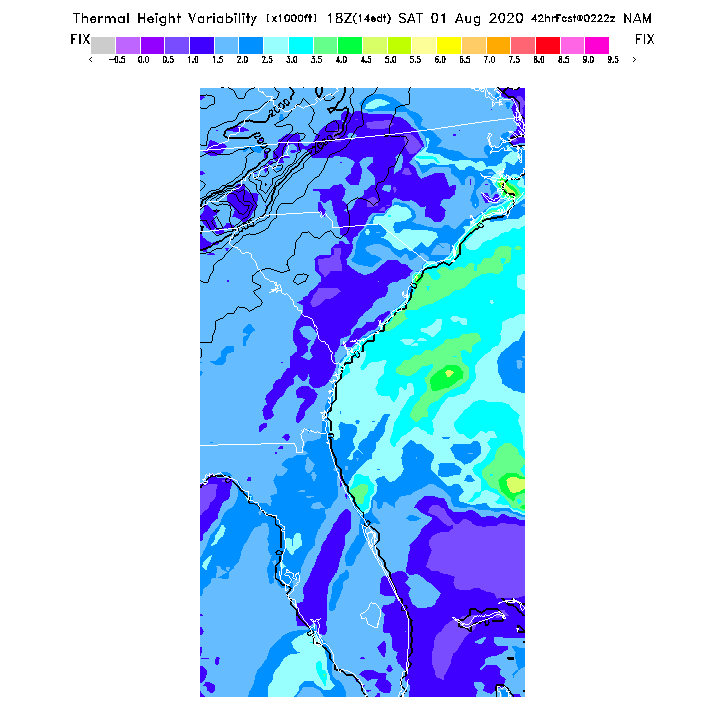 Thermal Height Variability [x1000ft] 18Z(14edt) SAT 01 Aug 2020 42hrFcst@0222z NAM
FIX FIX
< -0.5 0.0 0.5 1.0 1.5 2.0 2.5 3.0 3.5 4.0 4.5 5.0 5.5 6.0 6.5 7.0 7.5 8.0 8.5 9.0 9.5 >
2000